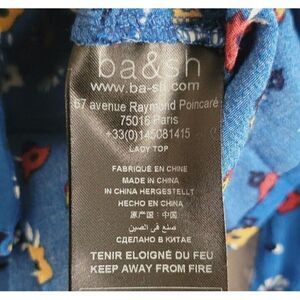 ba&sh
www.ba-sh.com
67 avenue Raymond Poincaré
75016 Paris
+33(0)145081415
LADY TOP
FABRIQUÉ EN CHINE
MADE IN CHINA
IN CHINA HERGESTELLT
HECHO EN CHINA
原产国：中国
صنع في الصين
СДЕЛАНО В КИТАЕ
TENIR ELOIGNÉ DU FEU
KEEP AWAY FROM FIRE